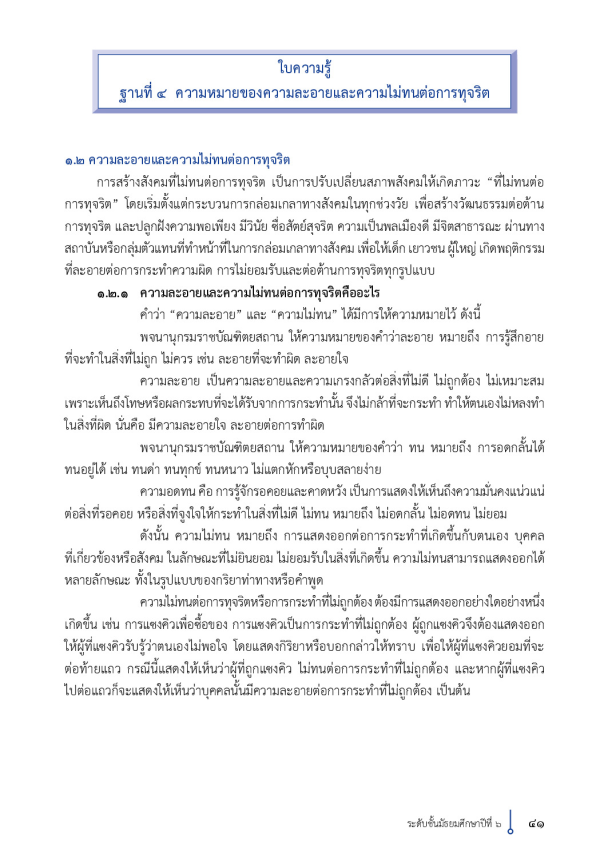 ใบความรู้
ฐานที่ ๔ ความหมายของความละอายและความไม่ทนต่อการทุจริต
๑.๒ ความละอายและความไม่ทนต่อการทุจริต
การสร้างสังคมที่ไม่ทนต่อการทุจริต เป็นการปรับเปลี่ยนสภาพสังคมให้เกิดภาวะ “ที่ไม่ทนต่อ
การทุจริต” โดยเริ่มตั้งแต่กระบวนการกล่อมเกลาทางสังคมในทุกช่วงวัย เพื่อสร้างวัฒนธรรมต่อต้าน
การทุจริต และปลูกฝังความพอเพียง มีวินัย ซื่อสัตย์สุจริต ความเป็นพลเมืองดี มีจิตสาธารณะ ผ่านทาง
สถาบันหรือกลุ่มตัวแทนที่ทำหน้าที่ในการกล่อมเกลาทางสังคม เพื่อให้เด็ก เยาวชน ผู้ใหญ่ เกิดพฤติกรรม
ที่ละอายต่อการกระทำความผิด การไม่ยอมรับและต่อต้านการทุจริตทุกรูปแบบ
๑.๒.๑ ความละอายและความไม่ทนต่อการทุจริตคืออะไร
คำว่า “ความละอาย” และ “ความไม่ทน” ได้มีการให้ความหมายไว้ ดังนี้
พจนานุกรมราชบัณฑิตยสถาน ให้ความหมายของคำว่าละอาย หมายถึง การรู้สึกอาย
ที่จะทำในสิ่งที่ไม่ถูก ไม่ควร เช่น ละอายที่จะทำผิด ละอายใจ
ความละอาย เป็นความละอายและความเกรงกลัวต่อสิ่งที่ไม่ดี ไม่ถูกต้อง ไม่เหมาะสม
เพราะเห็นถึงโทษหรือผลกระทบที่จะได้รับจากการกระทำนั้น จึงไม่กล้าที่จะกระทำ ทำให้ตนเองไม่หลงทำ
ในสิ่งที่ผิด นั่นคือ มีความละอายใจ ละอายต่อการทำผิด
พจนานุกรมราชบัณฑิตยสถาน ให้ความหมายของคำว่า ทน หมายถึง การอดกลั้นได้
ทนอยู่ได้ เช่น ทนด่า ทนทุกข์ ทนหนาว ไม่แตกหักหรือบุบสลายง่าย
ความอดทน คือ การรู้จักรอคอยและคาดหวัง เป็นการแสดงให้เห็นถึงความมั่นคงแน่วแน่
ต่อสิ่งที่รอคอย หรือสิ่งที่จูงใจให้กระทำในสิ่งที่ไม่ดี ไม่ทน หมายถึง ไม่อดกลั้น ไม่อดทน ไม่ยอม
ดังนั้น ความไม่ทน หมายถึง การแสดงออกต่อการกระทำที่เกิดขึ้นกับตนเอง บุคคล
ที่เกี่ยวข้องหรือสังคม ในลักษณะที่ไม่ยินยอม ไม่ยอมรับในสิ่งที่เกิดขึ้น ความไม่ทนสามารถแสดงออกได้
หลายลักษณะ ทั้งในรูปแบบของกริยาท่าทางหรือคำพูด
ความไม่ทนต่อการทุจริตหรือการกระทำที่ไม่ถูกต้อง ต้องมีการแสดงออกอย่างใดอย่างหนึ่ง
เกิดขึ้น เช่น การแซงคิวเพื่อซื้อของ การแซงคิวเป็นการกระทำที่ไม่ถูกต้อง ผู้ถูกแซงคิวจึงต้องแสดงออก
ให้ผู้ที่แซงคิวรับรู้ว่าตนเองไม่พอใจ โดยแสดงกิริยาหรือบอกกล่าวให้ทราบ เพื่อให้ผู้ที่แซงคิวยอมที่จะ
ต่อท้ายแถว กรณีนี้แสดงให้เห็นว่าผู้ที่ถูกแซงคิว ไม่ทนต่อการกระทำที่ไม่ถูกต้อง และหากผู้ที่แซงคิว
ไปต่อแถวก็จะแสดงให้เห็นว่าบุคคลนั้นมีความละอายต่อการกระทำที่ไม่ถูกต้อง เป็นต้น
ระดับชั้นมัธยมศึกษาปีที่ ๖ ๔๑